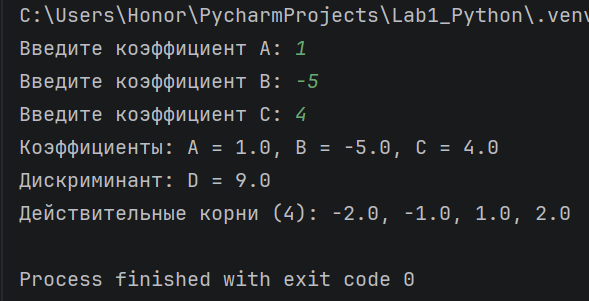 C:\Users\Honor\PycharmProjects\Lab1_Python\.venv
Введите коэффициент A: 1
Введите коэффициент B: -5
Введите коэффициент C: 4
Коэффициенты: A = 1.0, B = -5.0, C = 4.0
Дискриминант: D = 9.0
Действительные корни (4): -2.0, -1.0, 1.0, 2.0
Process finished with exit code 0